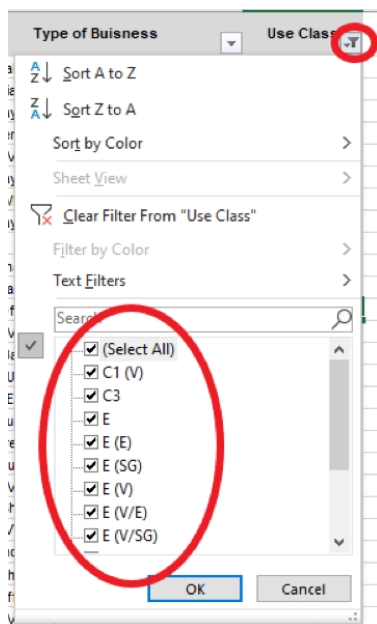 Type of Buisness
Use Class
Sort A to Z
Sort Z to A
Sort by Color
Sheet View
Clear Filter From "Use Class"
Filter by Color
Text Filters
Search
(Select All)
C1 (V)
C3
E
E (E)
E (SG)
E (V)
E (V/E)
E (V/SG)
OK
Cancel